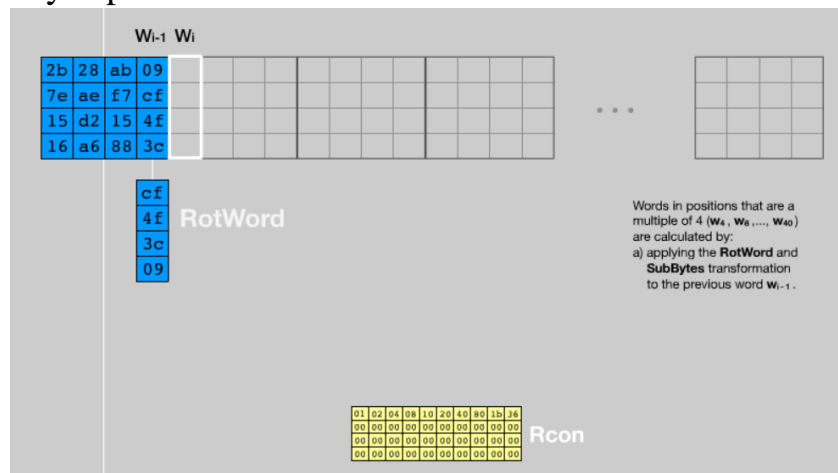 Wi-1 Wi
2b 28 ab 09
7e ae f7 cf
15 d2 15 4f
16 a6 88 3c
...
cf
4f
3c
09
RotWord
Words in positions that are a
multiple of 4 (w₄, w₈,..., w₄₀)
are calculated by:
a) applying the RotWord and
SubBytes transformation
to the previous word wᵢ₋₁.
01 02 04 08 10 20 40 80 1b 36
00 00 00 00 00 00 00 00 00 00
00 00 00 00 00 00 00 00 00 00
00 00 00 00 00 00 00 00 00 00
Rcon